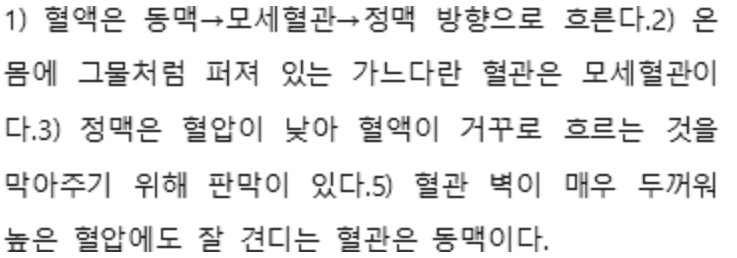 1) 혈액은 동맥→모세혈관→정맥 방향으로 흐른다.2) 온
몸에 그물처럼 퍼져 있는 가느다란 혈관은 모세혈관이
다.3) 정맥은 혈압이 낮아 혈액이 거꾸로 흐르는 것을
막아주기 위해 판막이 있다.5) 혈관 벽이 매우 두꺼워
높은 혈압에도 잘 견디는 혈관은 동맥이다.